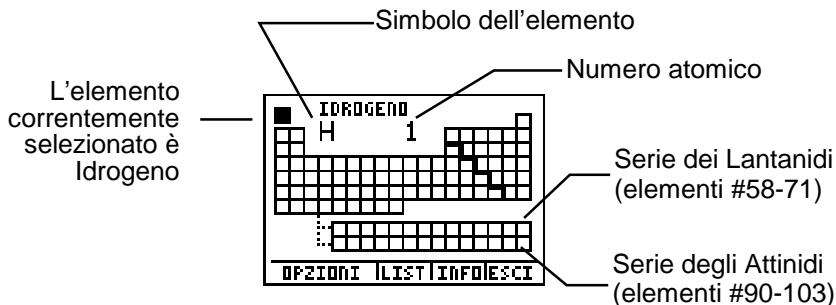 Simbolo dell'elemento
Numero atomico
L'elemento
correntemente
selezionato è
Idrogeno
IDROGENO
H 1
Serie dei Lantanidi
(elementi #58-71)
Serie degli Attinidi
(elementi #90-103)
OPZIONI LIST INFO ESCI